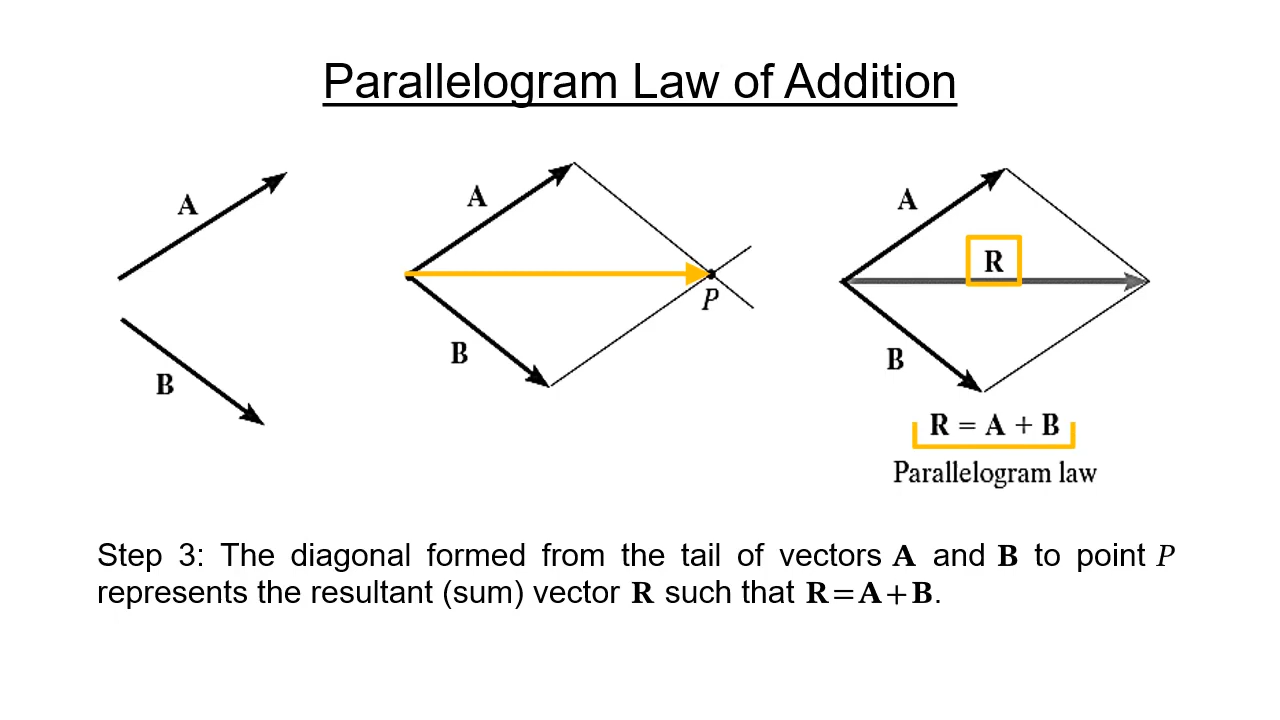 Parallelogram Law of Addition
A
B
A
B
P
A
R
B
R = A + B
Parallelogram law
Step 3: The diagonal formed from the tail of vectors A and B to point P
represents the resultant (sum) vector R such that R=A+B.